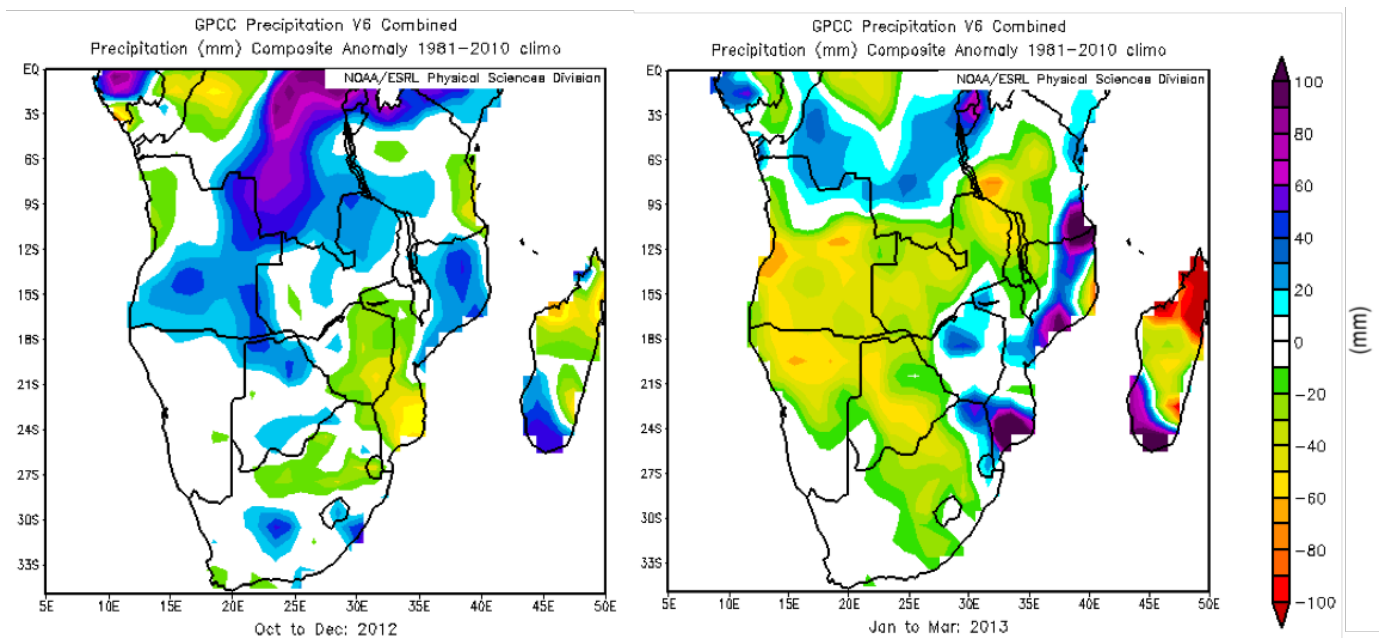 GPCC Precipitation V6 Combined
Precipitation (mm) Composite Anomaly 1981-2010 climo
NOAA/ESRL Physical Sciences Division
EQ
3S
6S
9S
12S
15S
18S
21S
24S
27S
30S
33S
5E 10E 15E 20E 25E 30E 35E 40E 45E 50E
Oct to Dec: 2012
GPCC Precipitation V6 Combined
Precipitation (mm) Composite Anomaly 1981-2010 climo
NOAA/ESRL Physical Sciences Division
EQ
3S
6S
9S
12S
15S
18S
21S
24S
27S
30S
33S
5E 10E 15E 20E 25E 30E 35E 40E 45E 50E
Jan to Mar: 2013
100
80
60
40
20
0
-20
-40
-60
-80
-100
(mm)